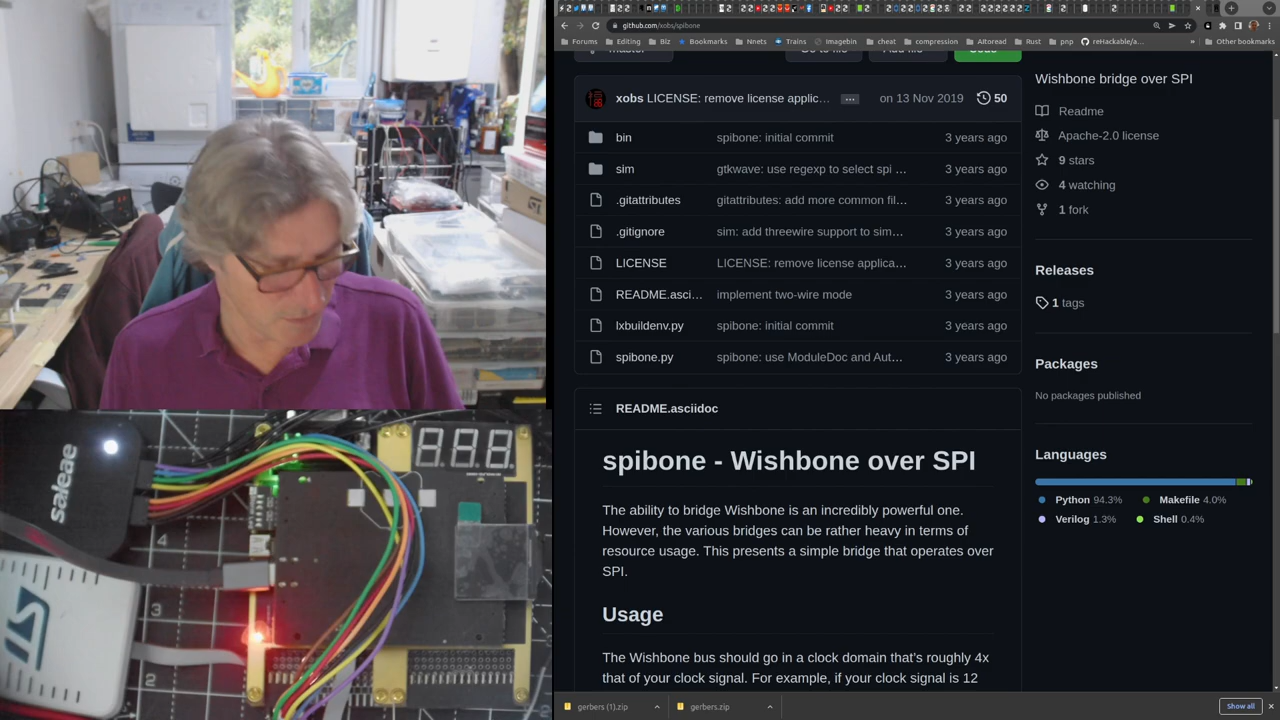 github.com/xobs/spibone
Forums
Editing
Biz
Bookmarks
Nnets
Trains
Imagebin
cheat
compression
AItoread
Rust
pnp
reHackable/a...
»
Other bookmarks
Wishbone bridge over SPI
xobs LICENSE: remove license applic... on 13 Nov 2019 50
Readme
bin spibone: initial commit 3 years ago
Apache-2.0 license
sim gtkwave: use regexp to select spi ... 3 years ago
9 stars
4 watching
.gitattributes gitattributes: add more common fil... 3 years ago
1 fork
.gitignore sim: add threewire support to sim... 3 years ago
LICENSE LICENSE: remove license applica... 3 years ago
Releases
README.asci... implement two-wire mode 3 years ago
1 tags
lxbuildenv.py spibone: initial commit 3 years ago
spibone.py spibone: use ModuleDoc and Aut... 3 years ago
Packages
No packages published
README.asciidoc
Languages
spibone - Wishbone over SPI
Python 94.3%
Makefile 4.0%
Verilog 1.3%
Shell 0.4%
The ability to bridge Wishbone is an incredibly powerful one.
However, the various bridges can be rather heavy in terms of
resource usage. This presents a simple bridge that operates over
SPI.
Usage
The Wishbone bus should go in a clock domain that's roughly 4x
that of your clock signal. For example, if your clock signal is 12
gerbers (1).zip
gerbers.zip
Show all
saleae
4
3
2